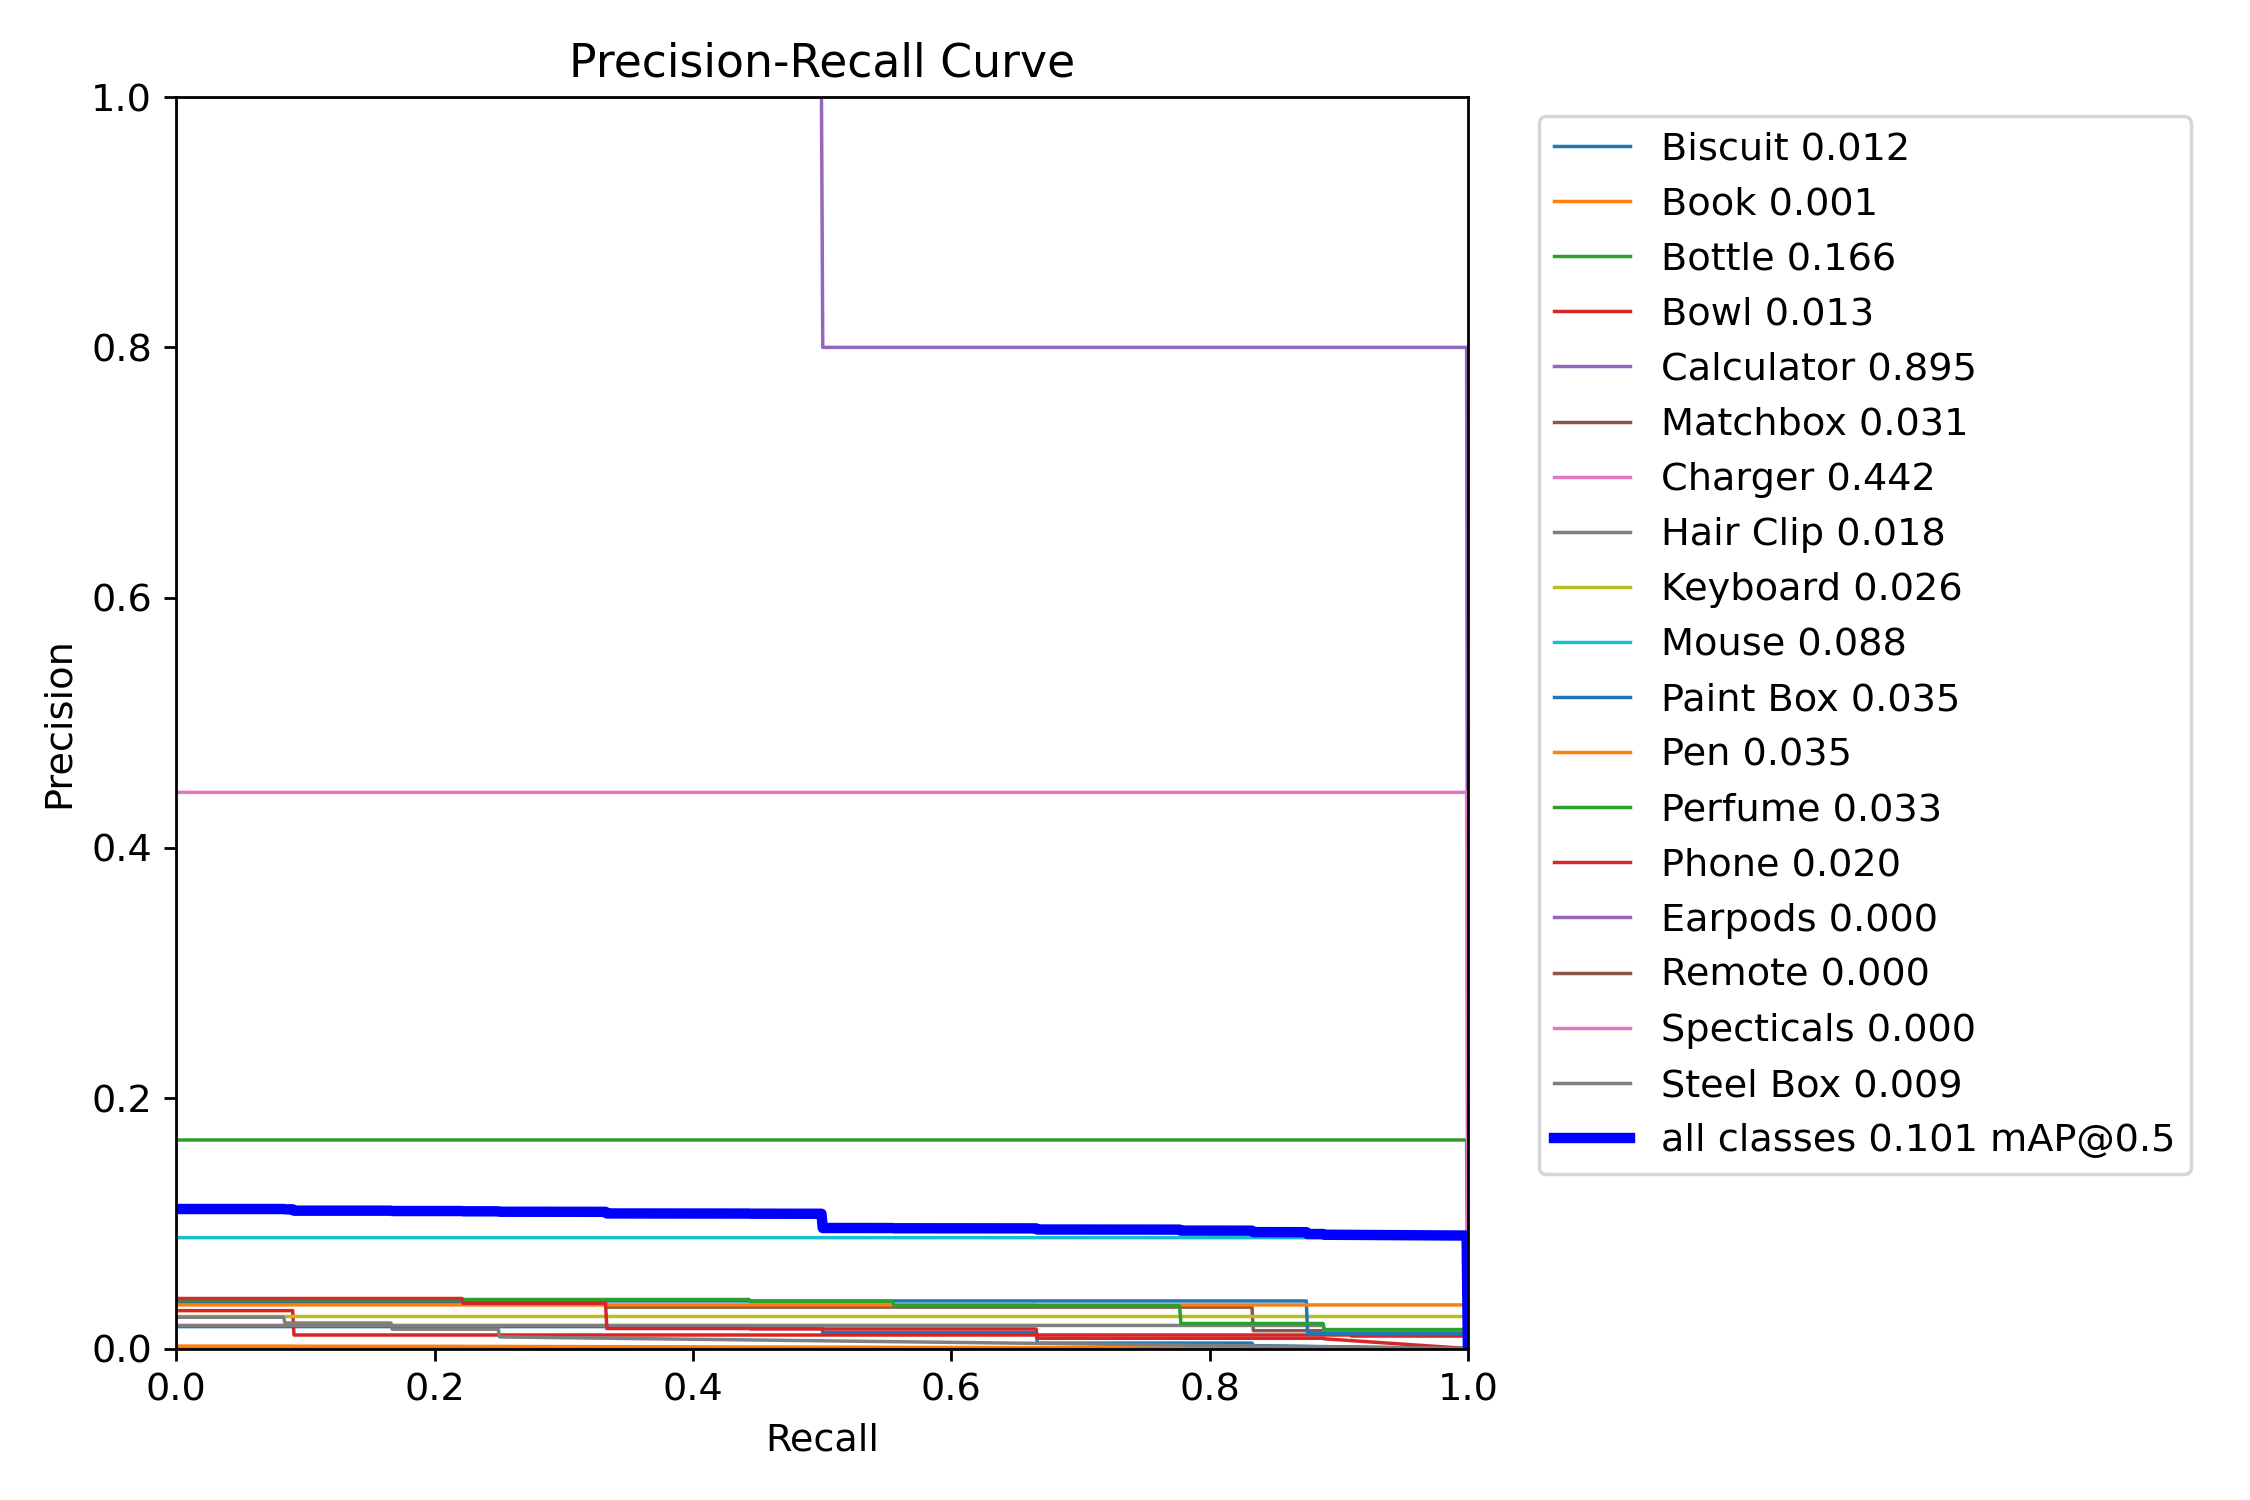 Precision-Recall Curve
1.0
0.8
0.6
0.4
0.2
0.0
Precision
0.0 0.2 0.4 0.6 0.8 1.0
Recall
Biscuit 0.012
Book 0.001
Bottle 0.166
Bowl 0.013
Calculator 0.895
Matchbox 0.031
Charger 0.442
Hair Clip 0.018
Keyboard 0.026
Mouse 0.088
Paint Box 0.035
Pen 0.035
Perfume 0.033
Phone 0.020
Earpods 0.000
Remote 0.000
Specticals 0.000
Steel Box 0.009
all classes 0.101 mAP@0.5